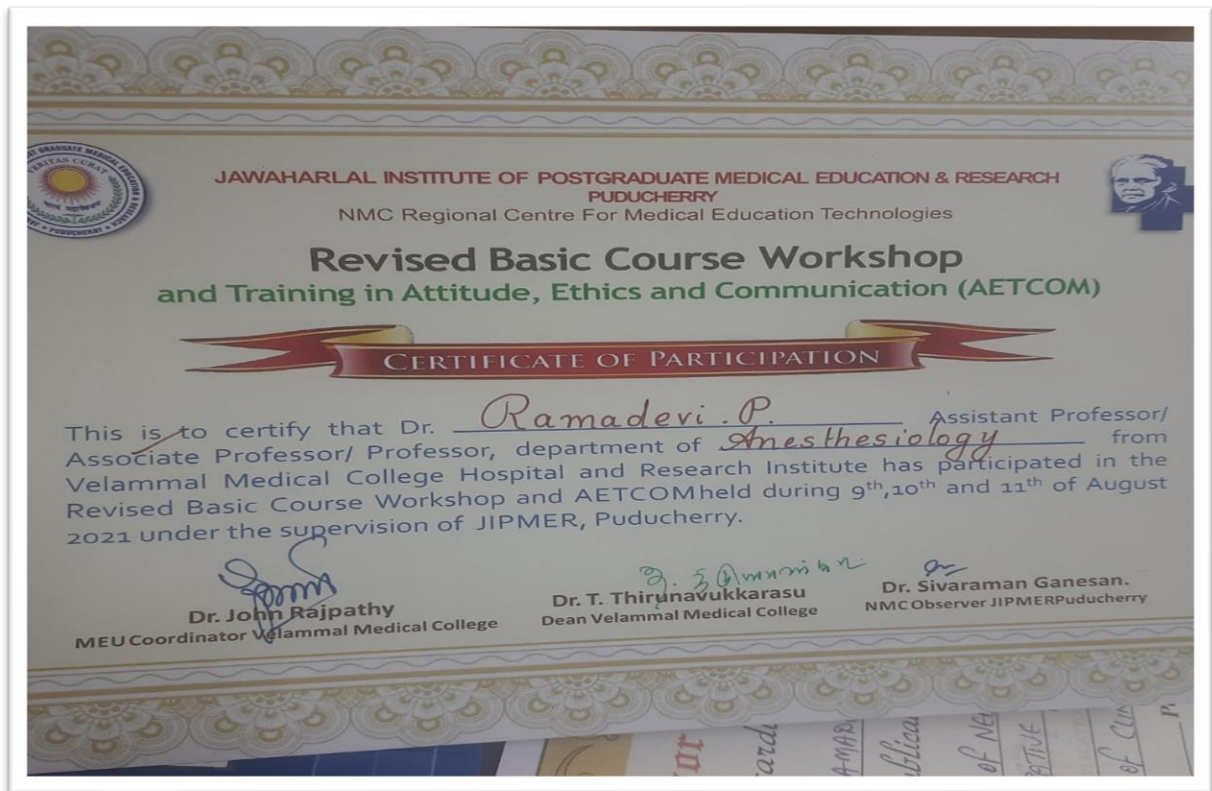 VERITAS CURAT
JAWAHARLAL INSTITUTE OF POSTGRADUATE MEDICAL EDUCATION & RESEARCH
PUDUCHERRY
NMC Regional Centre For Medical Education Technologies
Revised Basic Course Workshop
and Training in Attitude, Ethics and Communication (AETCOM)
CERTIFICATE OF PARTICIPATION
This is to certify that Dr. Ramadevi. P. Assistant Professor/
Associate Professor/ Professor, department of Anesthesiology from
Velammal Medical College Hospital and Research Institute has participated in the
Revised Basic Course Workshop and AETCOMheld during 9th,10th and 11th of August
2021 under the supervision of JIPMER, Puducherry.
Dr. John Rajpathy
MEU Coordinator Velammal Medical College
Dr. T. Thirunavukkarasu
Dean Velammal Medical College
Dr. Sivaraman Ganesan.
NMC Observer JIPMERPuducherry